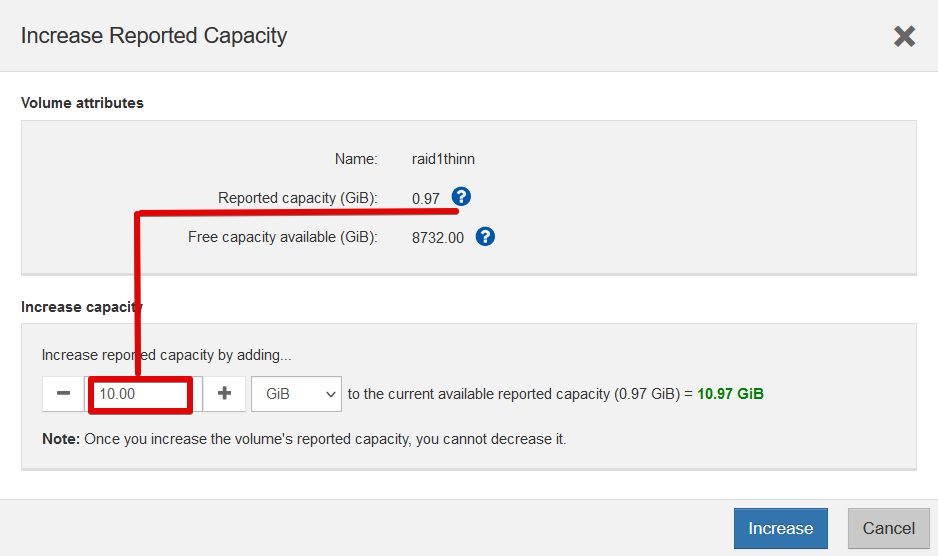 Increase Reported Capacity
Volume attributes
Name: raid1thinn
Reported capacity (GiB): 0.97 ?
Free capacity available (GiB): 8732.00 ?
Increase capacity
Increase reported capacity by adding...
10.00 GiB to the current available reported capacity (0.97 GiB) = 10.97 GiB
Note: Once you increase the volume's reported capacity, you cannot decrease it.
Increase Cancel